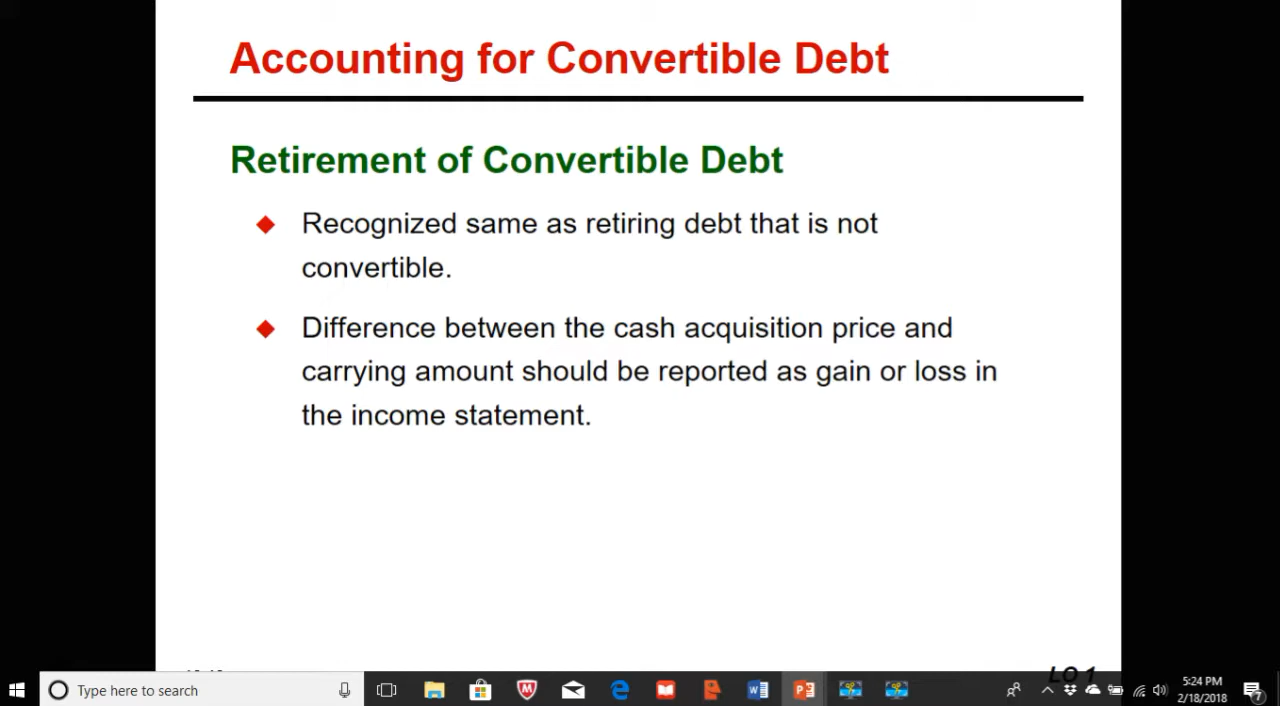 Accounting for Convertible Debt
Retirement of Convertible Debt
Recognized same as retiring debt that is not
convertible.
Difference between the cash acquisition price and
carrying amount should be reported as gain or loss in
the income statement.
LO 1
Type here to search
5:24 PM
2/18/2018
7